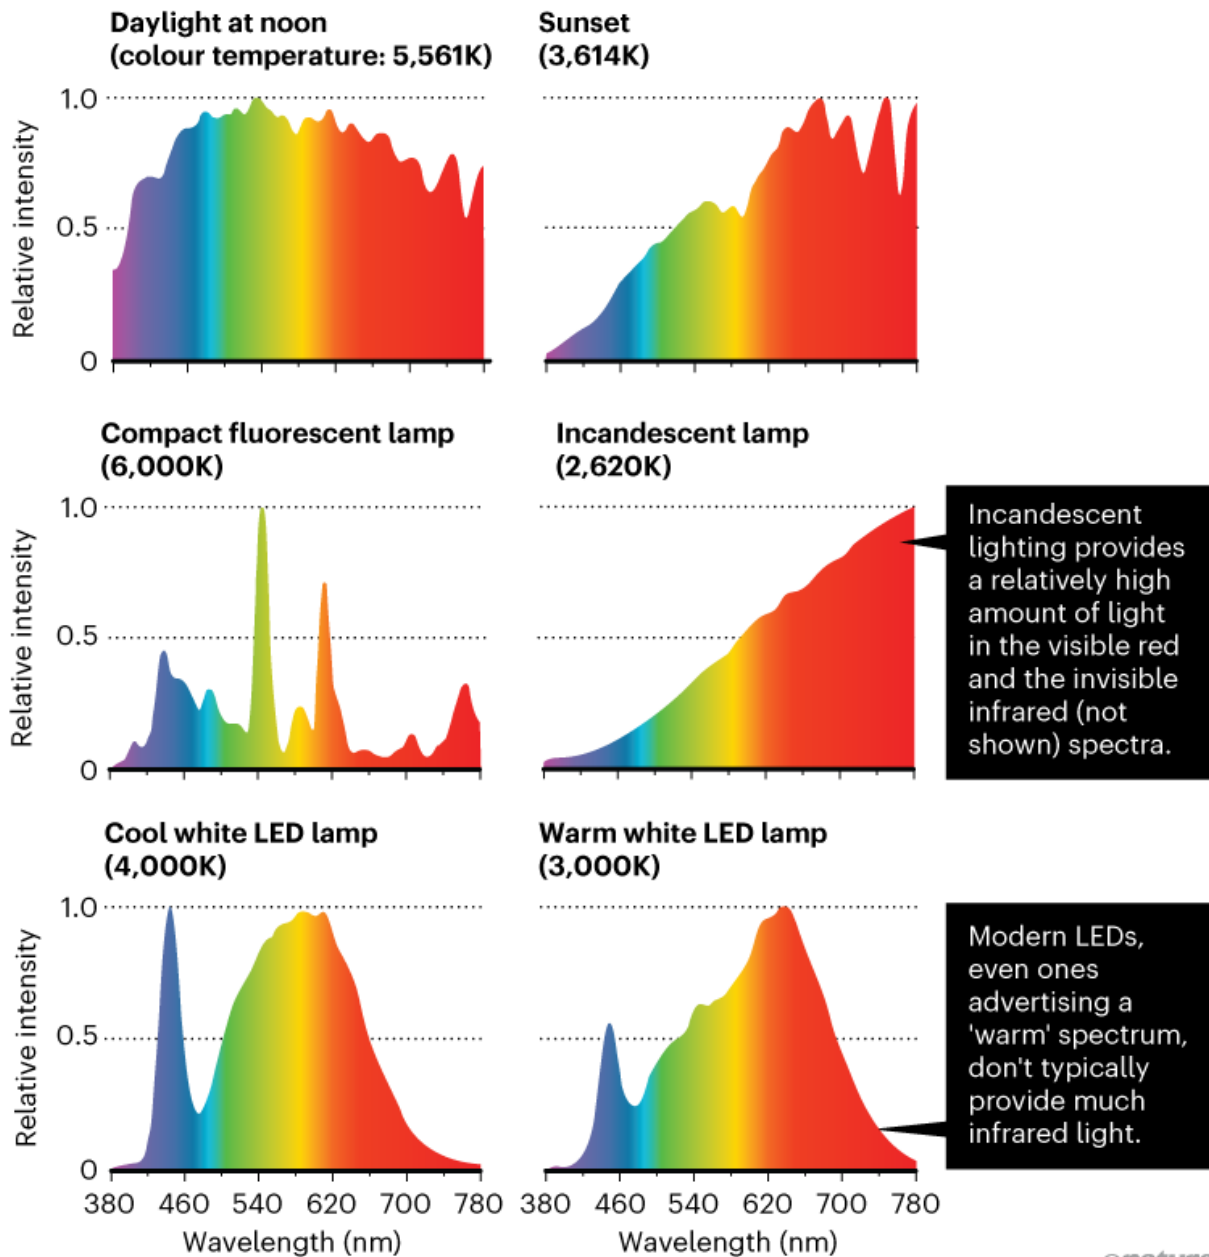 Daylight at noon
(colour temperature: 5,561K)
Sunset
(3,614K)
Relative intensity
1.0
0.5
0
Compact fluorescent lamp
(6,000K)
Incandescent lamp
(2,620K)
Relative intensity
1.0
0.5
0
Incandescent
lighting provides
a relatively high
amount of light
in the visible red
and the invisible
infrared (not
shown) spectra.
Cool white LED lamp
(4,000K)
Warm white LED lamp
(3,000K)
Relative intensity
1.0
0.5
0
Modern LEDs,
even ones
advertising a
'warm' spectrum,
don't typically
provide much
infrared light.
380 460 540 620 700 780
Wavelength (nm)
380 460 540 620 700 780
Wavelength (nm)